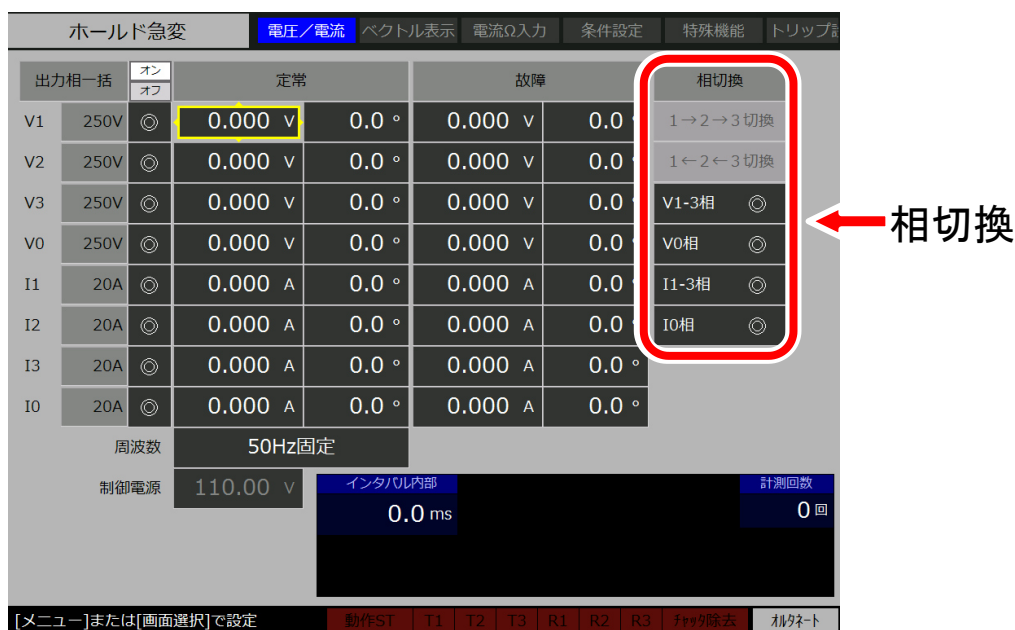 ホールド急変 電圧／電流 ベクトル表示 電流Ω入力 条件設定 特殊機能 トリップ
出力相一括 オン 定常 故障 相切換
オフ
V1 250V ◎ 0.000 V 0.0 ° 0.000 V 0.0 ° 1→2→3切換
V2 250V ◎ 0.000 V 0.0 ° 0.000 V 0.0 ° 1←2←3切換
V3 250V ◎ 0.000 V 0.0 ° 0.000 V 0.0 ° V1-3相 ◎
相切換
V0 250V ◎ 0.000 V 0.0 ° 0.000 V 0.0 ° V0相 ◎
I1 20A ◎ 0.000 A 0.0 ° 0.000 A 0.0 ° I1-3相 ◎
I2 20A ◎ 0.000 A 0.0 ° 0.000 A 0.0 ° I0相 ◎
I3 20A ◎ 0.000 A 0.0 ° 0.000 A 0.0 °
I0 20A ◎ 0.000 A 0.0 ° 0.000 A 0.0 °
周波数 50Hz固定
制御電源 110.00 V インタバル内部 計測回数
0.0 ms 0 回
[メニュー]または[画面選択]で設定 動作ST T1 T2 T3 R1 R2 R3 ﾁｬｯﾀ除去 ｵﾙﾀﾈｰﾄ